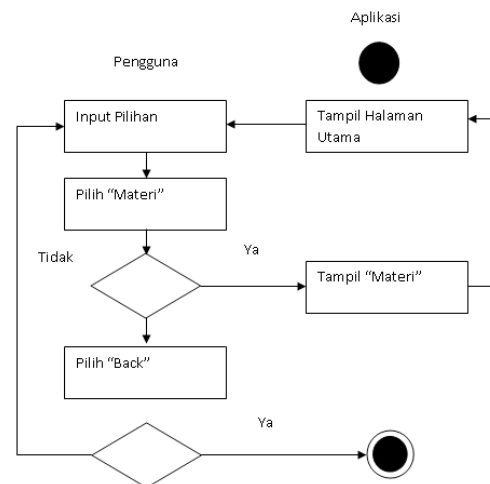 Aplikasi
Pengguna
Input Pilihan
Tampil Halaman
Utama
Pilih “Materi”
Tidak
Ya
Tampil “Materi”
Pilih “Back”
Ya